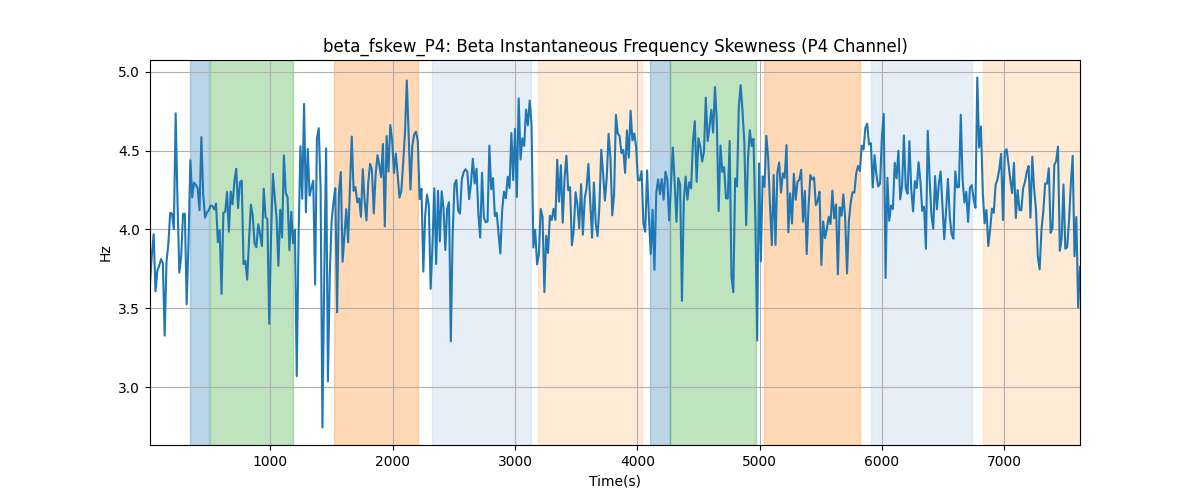 beta_fskew_P4: Beta Instantaneous Frequency Skewness (P4 Channel)
5.0
4.5
4.0
3.5
3.0
Hz
1000 2000 3000 4000 5000 6000 7000
Time(s)